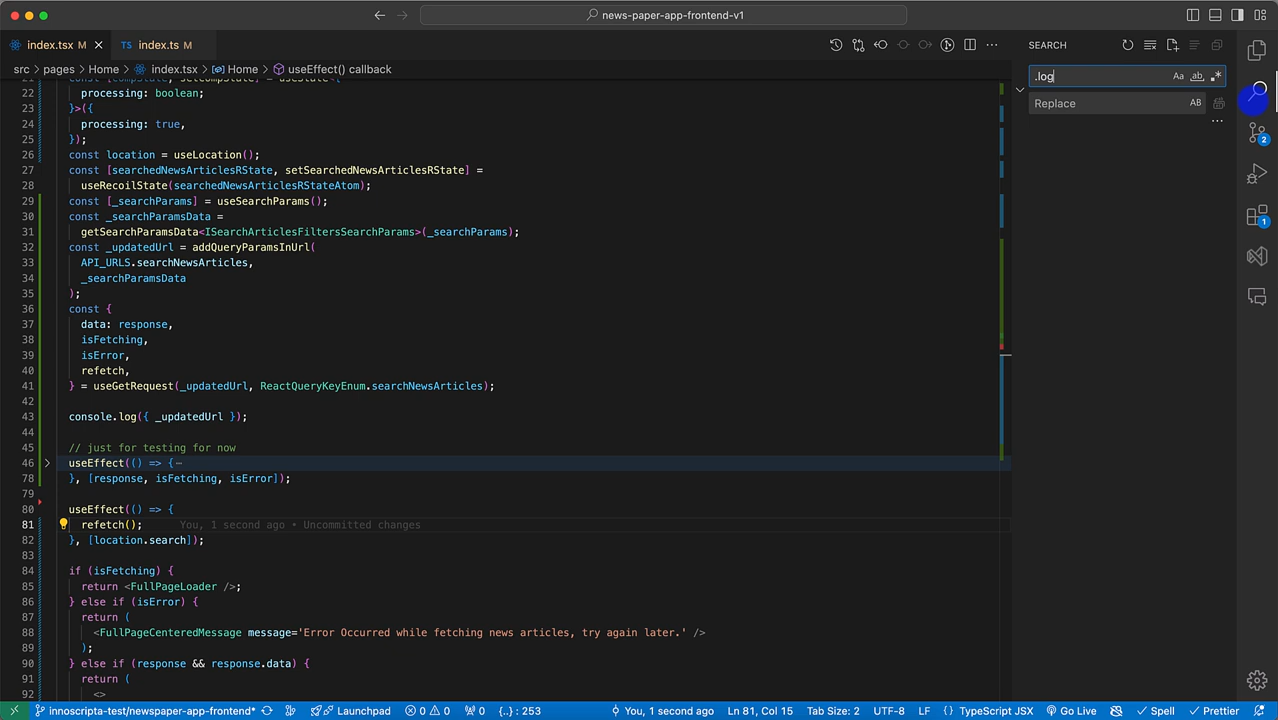 news-paper-app-frontend-v1
index.tsx M
TS index.ts M
SEARCH
src > pages > Home > index.tsx > Home > useEffect() callback
.log
Aa ab
Replace
AB
22 processing: boolean;
23 }>({
24 processing: true,
25 });
26 const location = useLocation();
27 const [searchedNewsArticlesRState, setSearchedNewsArticlesRState] =
28 useRecoilState(searchedNewsArticlesRStateAtom);
29 const [_searchParams] = useSearchParams();
30 const _searchParamsData =
31 getSearchParamsData<ISearchArticlesFiltersSearchParams>(_searchParams);
32 const _updatedUrl = addQueryParamsInUrl(
33 API_URLS.searchNewsArticles,
34 _searchParamsData
35 );
36 const {
37 data: response,
38 isFetching,
39 isError,
40 refetch,
41 } = useGetRequest(_updatedUrl, ReactQueryKeyEnum.searchNewsArticles);
42
43 console.log({ _updatedUrl });
44
45 // just for testing for now
46 useEffect(() => {⋯
78 }, [response, isFetching, isError]);
79
80 useEffect(() => {
81 refetch(); You, 1 second ago • Uncommitted changes
82 }, [location.search]);
83
84 if (isFetching) {
85 return <FullPageLoader />;
86 } else if (isError) {
87 return (
88 <FullPageCenteredMessage message='Error Occurred while fetching news articles, try again later.' />
89 );
90 } else if (response && response.data) {
91 return (
92 <>
2
1
innoscripta-test/newspaper-app-frontend* Launchpad 0 0 0 {..} : 253 You, 1 second ago Ln 81, Col 15 Tab Size: 2 UTF-8 LF {} TypeScript JSX Go Live Spell Prettier